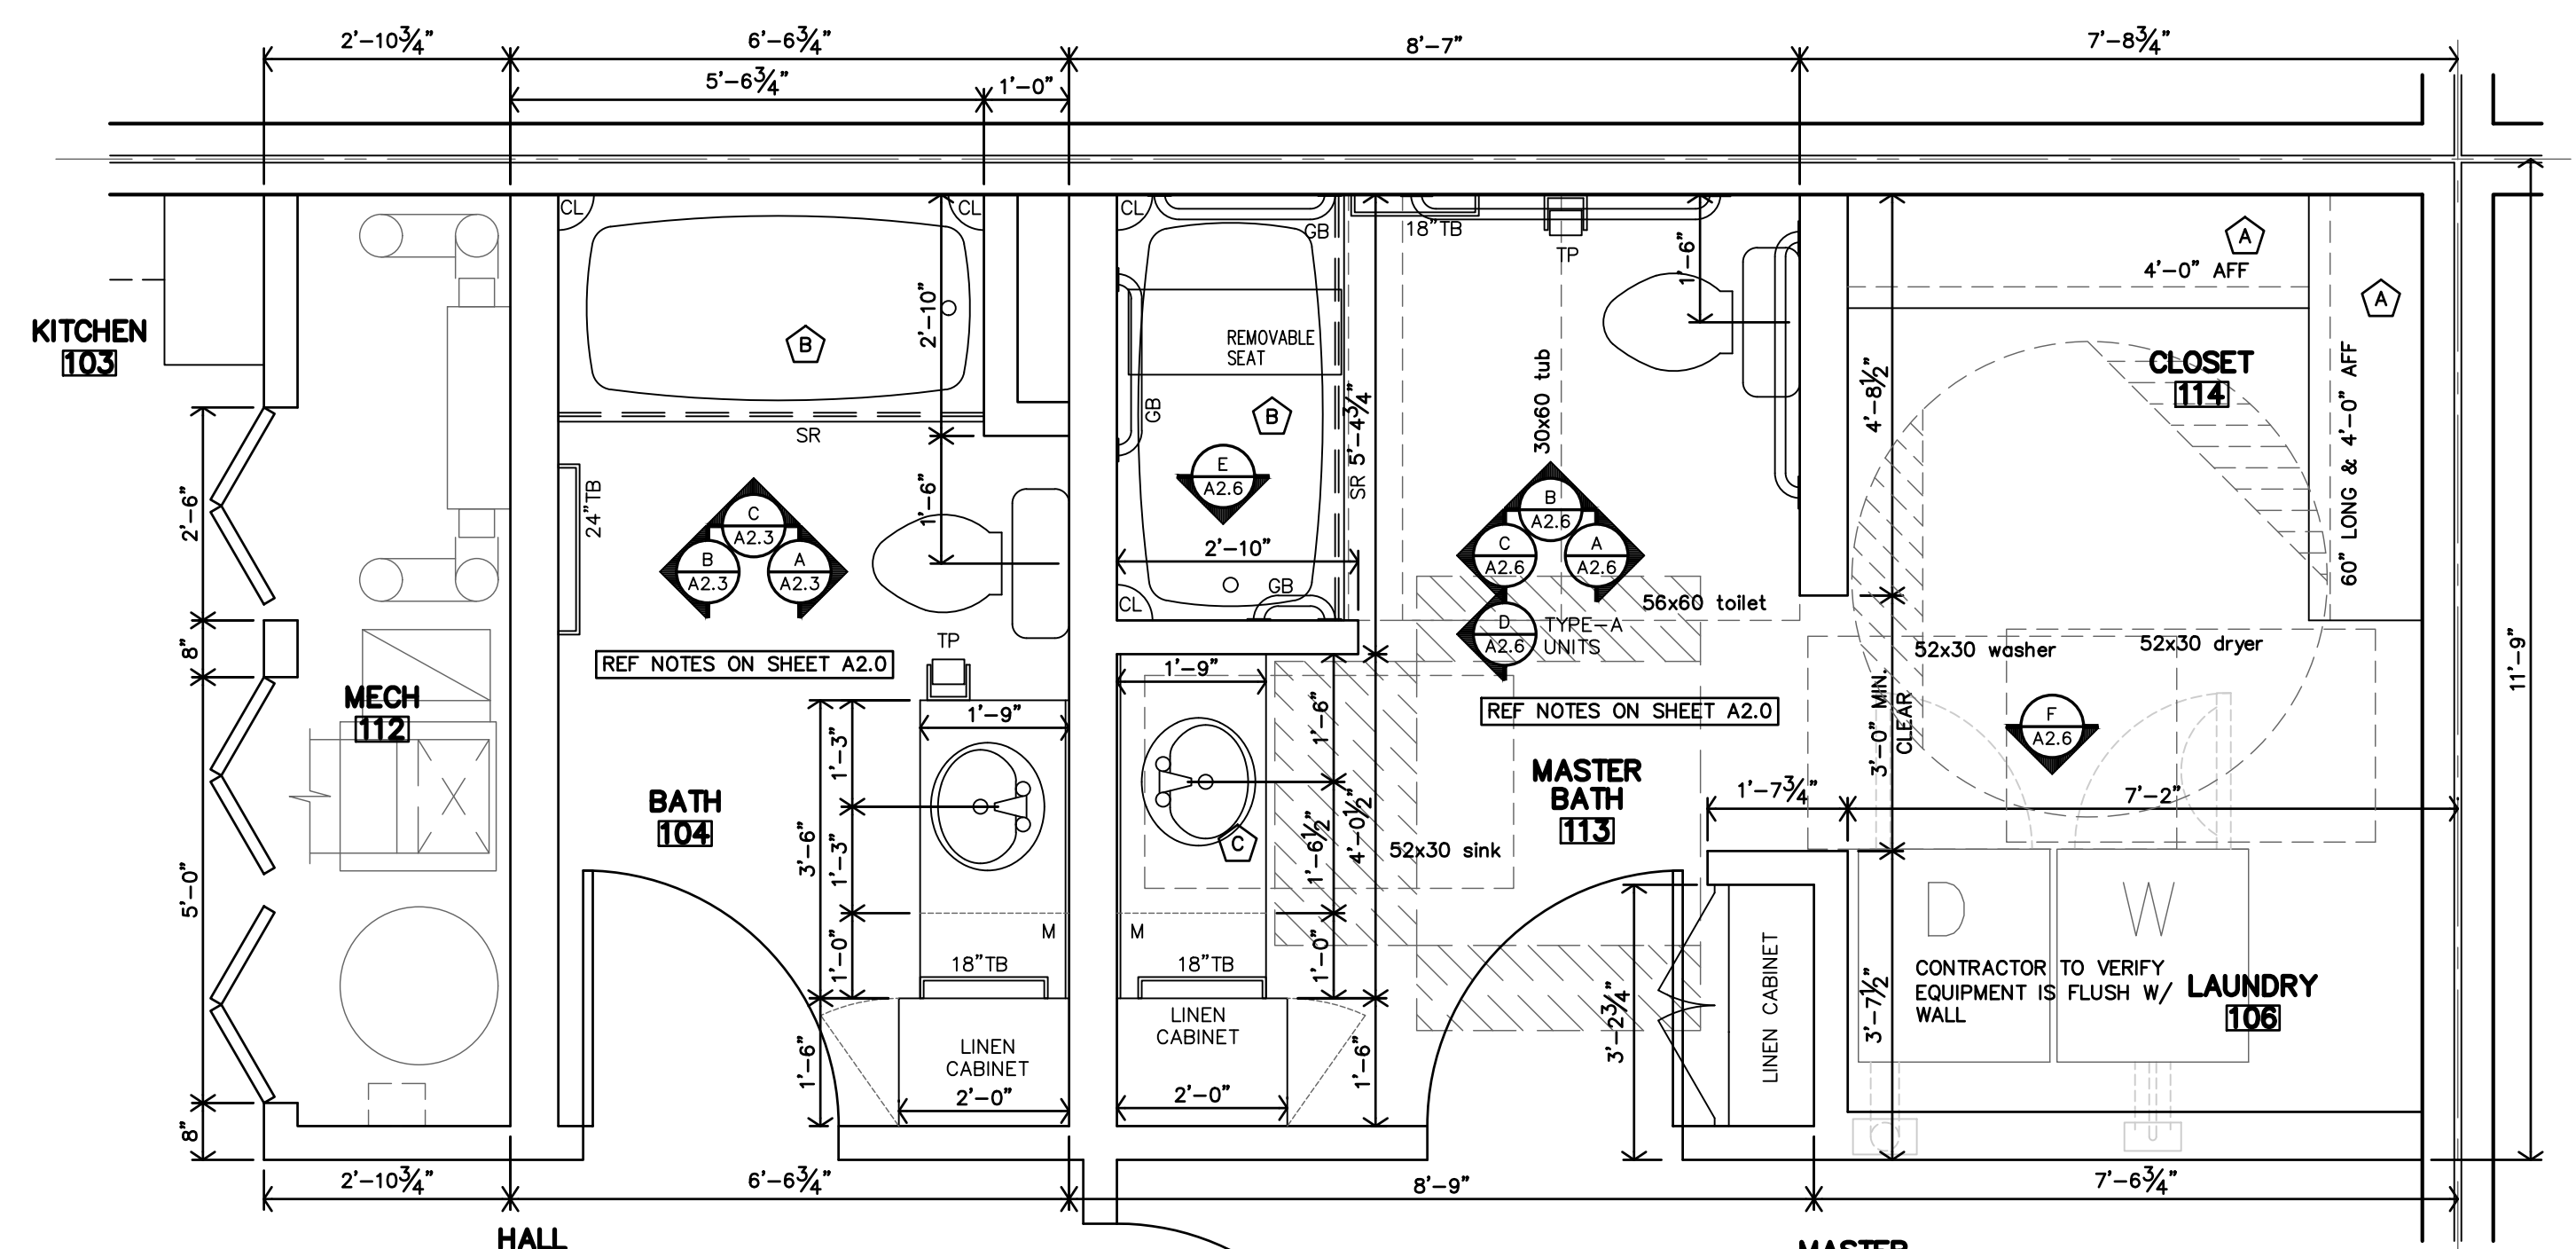 2'-10¾"
6'-6¾"
8'-7"
7'-8¾"
5'-6¾"
1'-0"
CL
CL
CL
GB
18"TB
TP
1'-6"
A
4'-0" AFF
A
KITCHEN
103
2'-10"
B
REMOVABLE
SEAT
30x60 tub
4'-8½"
CLOSET
114
60" LONG & 4'-0" AFF
SR
GB
B
SR 5'-4¾"
2'-6"
24"TB
1'-6"
C
A2.3
B
A2.3
A
A2.3
E
A2.6
2'-10"
B
A2.6
C
A2.6
A
A2.6
D
A2.6
TYPE-A
UNITS
56x60 toilet
CL
GB
8"
TP
REF NOTES ON SHEET A2.0
1'-9"
52x30 washer
52x30 dryer
11'-9"
MECH
112
1'-9"
1'-6"
REF NOTES ON SHEET A2.0
3'-0" MIN.
CLEAR
F
A2.6
1'-3"
MASTER
BATH
113
1'-7¾"
7'-2"
BATH
104
3'-6"
1'-3"
C
1'-6½"
4'-0½"
52x30 sink
5'-0"
M
M
D
W
1'-0"
18"TB
18"TB
1'-0"
LINEN CABINET
CONTRACTOR TO VERIFY
EQUIPMENT IS FLUSH W/
WALL
LAUNDRY
106
3'-7½"
3'-2¾"
1'-6"
LINEN
CABINET
LINEN
CABINET
1'-6"
2'-0"
2'-0"
8"
2'-10¾"
6'-6¾"
8'-9"
7'-6¾"
HALL
MASTER